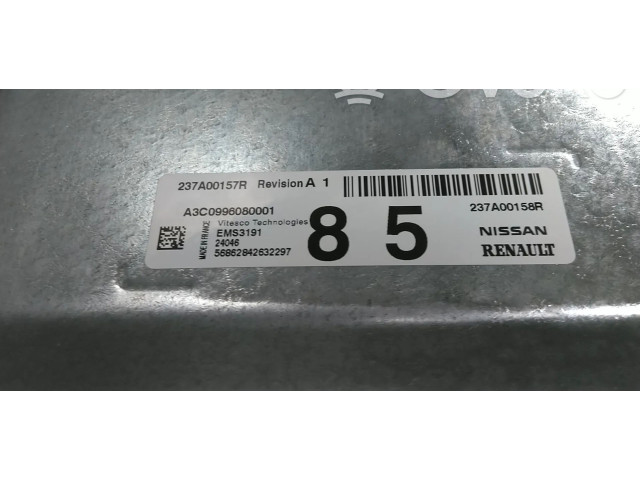 237A00157R Revision A 1
A3C0996080001
Vitesco Technologies
MADE IN FRANCE
EMS3191
24046
56862842632297
8 5
237A00158R
NISSAN
RENAULT